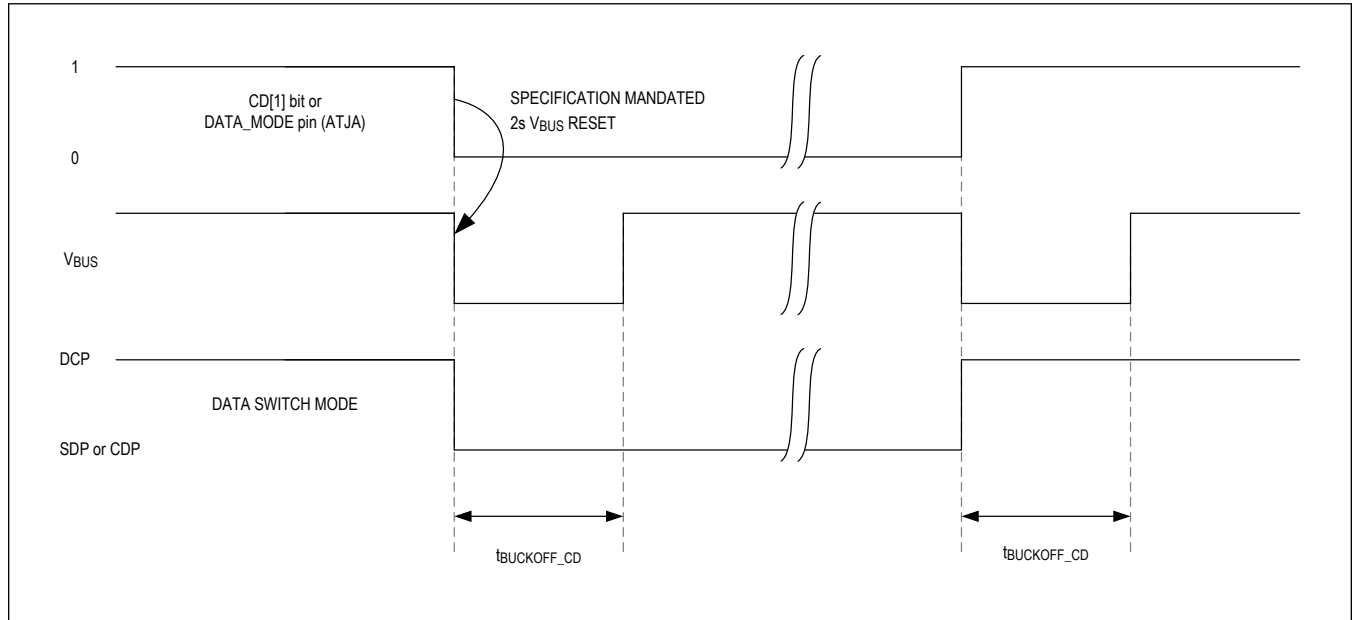 1
CD[1] bit or
DATA_MODE pin (ATJA)
0
SPECIFICATION MANDATED
2s VBUS RESET
VBUS
DCP
DATA SWITCH MODE
SDP or CDP
tBUCKOFF_CD
tBUCKOFF_CD